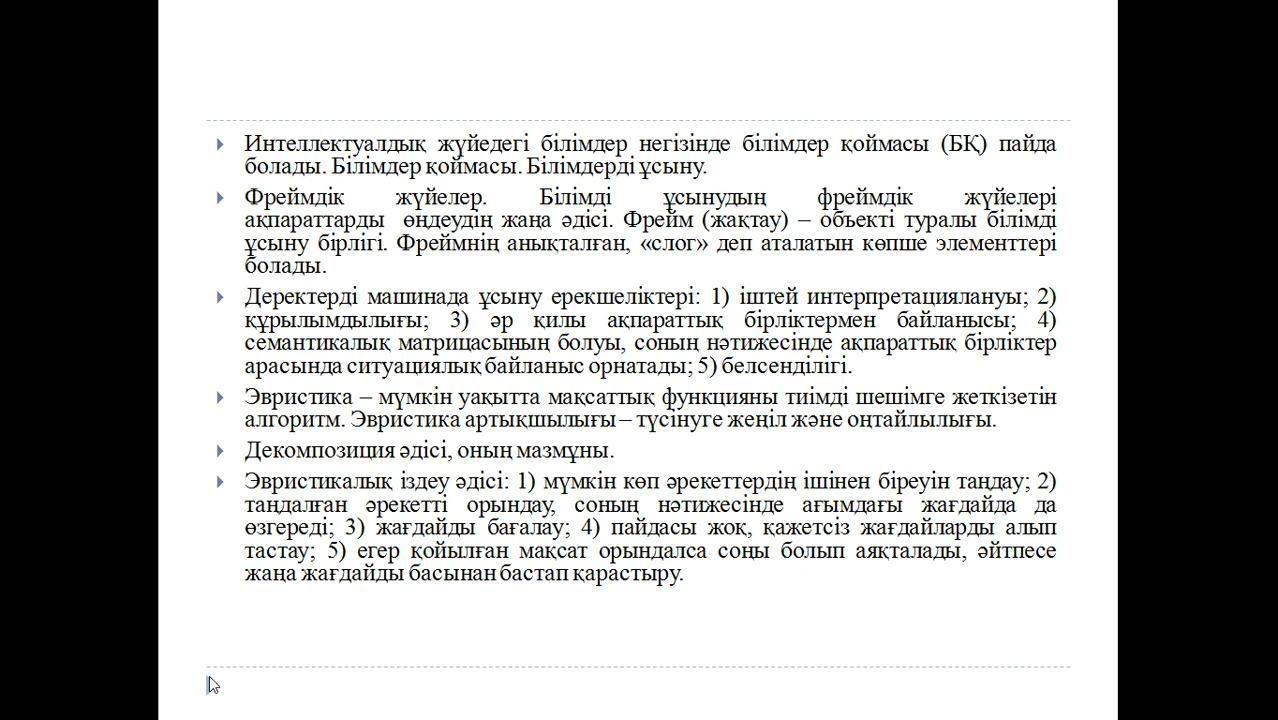 Интеллектуалдық жүйедегі білімдер негізінде білімдер қоймасы (БҚ) пайда
болады. Білімдер қоймасы. Білімдерді ұсыну.
Фреймдік жүйелер. Білімді ұсынудың фреймдік жүйелері
ақпараттарды өңдеудің жаңа әдісі. Фрейм (жақтау) – объекті туралы білімді
ұсыну бірлігі. Фреймнің анықталған, «слог» деп аталатын көпше элементтері
болады.
Деректерді машинада ұсыну ерекшеліктері: 1) іштей интерпретациялануы; 2)
құрылымдылығы; 3) әр қилы ақпараттық бірліктермен байланысы; 4)
семантикалық матрицасының болуы, соның нәтижесінде ақпараттық бірліктер
арасында ситуациялық байланыс орнатады; 5) белсенділігі.
Эвристика – мүмкін уақытта мақсаттық функцияны тиімді шешімге жеткізетін
алгоритм. Эвристика артықшылығы – түсінуге жеңіл және оңтайлылығы.
Декомпозиция әдісі, оның мазмұны.
Эвристикалық іздеу әдісі: 1) мүмкін көп әрекеттердің ішінен біреуін таңдау; 2)
таңдалған әрекетті орындау, соның нәтижесінде ағымдағы жағдайда да
өзгереді; 3) жағдайды бағалау; 4) пайдасы жоқ, қажетсіз жағдайларды алып
тастау; 5) егер қойылған мақсат орындалса соңы болып аяқталады, әйтпесе
жаңа жағдайды басынан бастап қарастыру.